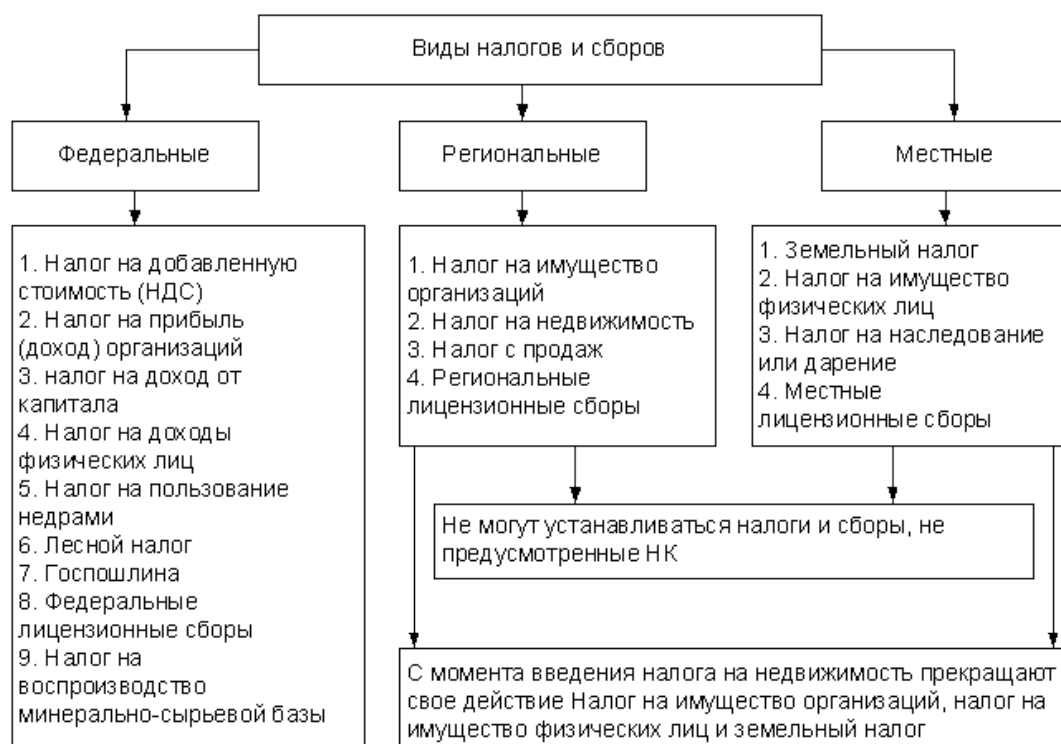 Виды налогов и сборов
Федеральные
Региональные
Местные
1. Налог на добавленную
стоимость (НДС)
2. Налог на прибыль
(доход) организаций
3. налог на доход от
капитала
4. Налог на доходы
физических лиц
5. Налог на пользование
недрами
6. Лесной налог
7. Госпошлина
8. Федеральные
лицензионные сборы
9. Налог на
воспроизводство
минерально-сырьевой базы
1. Налог на имущество
организаций
2. Налог на недвижимость
3. Налог с продаж
4. Региональные
лицензионные сборы
1. Земельный налог
2. Налог на имущество
физических лиц
3. Налог на наследование
или дарение
4. Местные
лицензионные сборы
Не могут устанавливаться налоги и сборы, не
предусмотренные НК
С момента введения налога на недвижимость прекращают
свое действие Налог на имущество организаций, налог на
имущество физических лиц и земельный налог